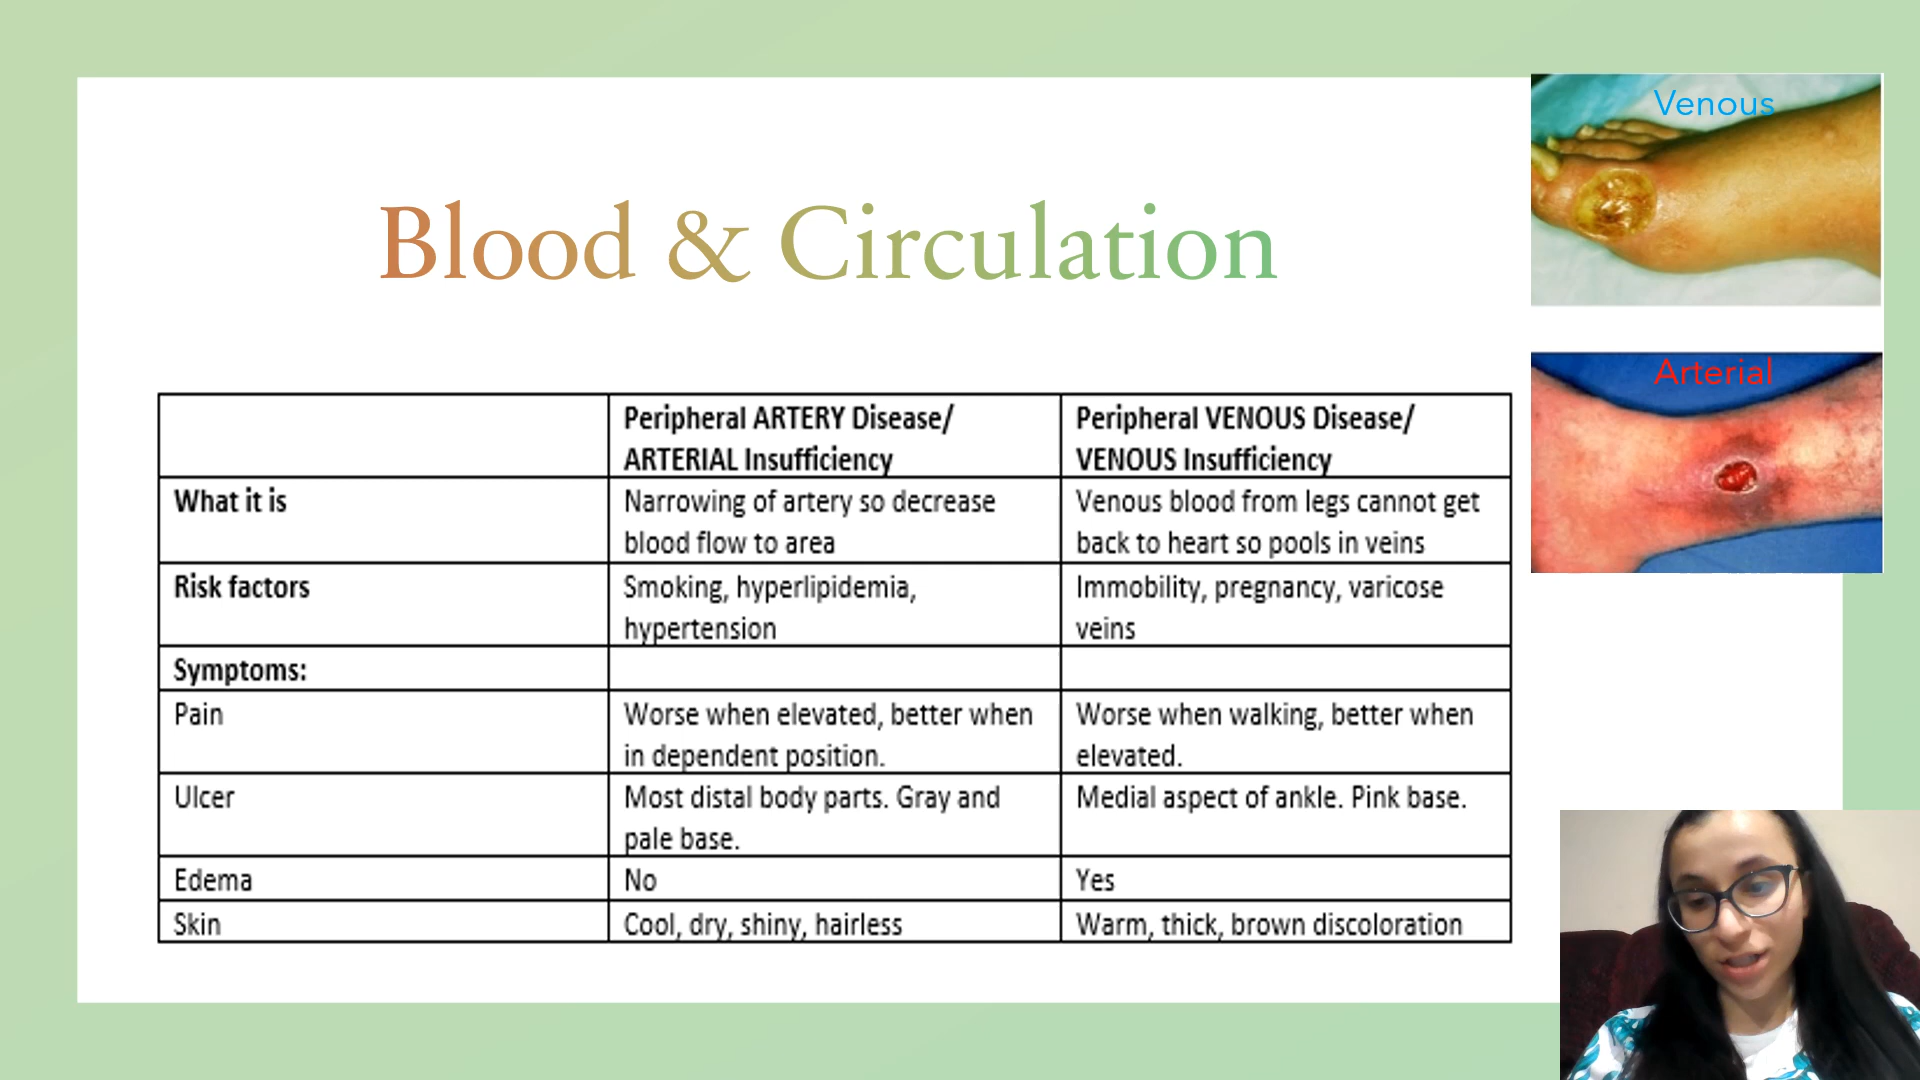 Blood & Circulation
Venous
Arterial
Peripheral ARTERY Disease/
ARTERIAL Insufficiency
Peripheral VENOUS Disease/
VENOUS Insufficiency
What it is
Narrowing of artery so decrease
blood flow to area
Venous blood from legs cannot get
back to heart so pools in veins
Risk factors
Smoking, hyperlipidemia,
hypertension
Immobility, pregnancy, varicose
veins
Symptoms:
Pain
Worse when elevated, better when
in dependent position.
Worse when walking, better when
elevated.
Ulcer
Most distal body parts. Gray and
pale base.
Medial aspect of ankle. Pink base.
Edema
No
Yes
Skin
Cool, dry, shiny, hairless
Warm, thick, brown discoloration